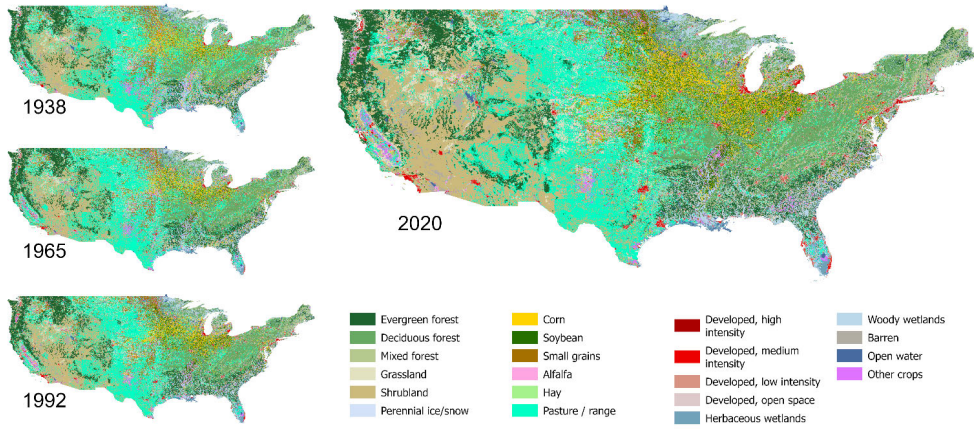 1938
1965
1992
2020
Evergreen forest
Deciduous forest
Mixed forest
Grassland
Shrubland
Perennial ice/snow
Corn
Soybean
Small grains
Alfalfa
Hay
Pasture / range
Developed, high
intensity
Developed, medium
intensity
Developed, low intensity
Developed, open space
Herbaceous wetlands
Woody wetlands
Barren
Open water
Other crops